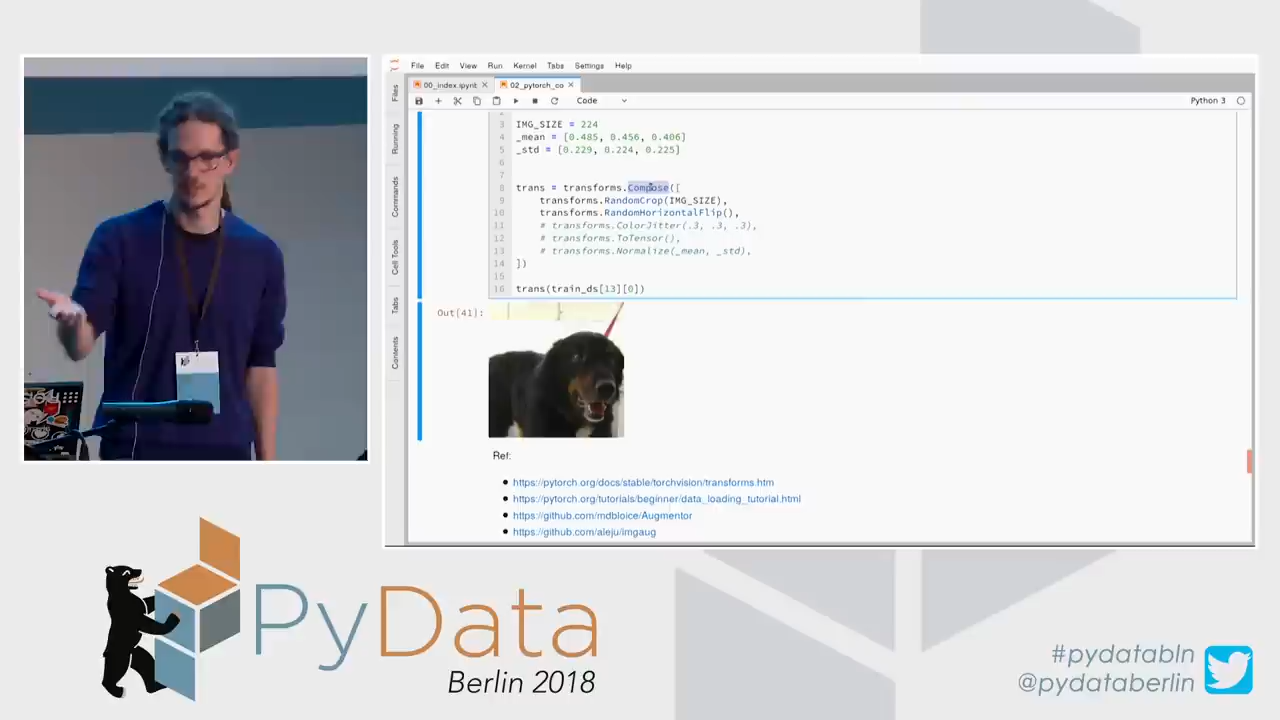 File Edit View Run Kernel Tabs Settings Help
00_index.ipynb
02_pytorch_co
Code
Python 3
Files
Running
Commands
Cell Tools
Tabs
Contents
3 IMG_SIZE = 224
4 _mean = [0.485, 0.456, 0.406]
5 _std = [0.229, 0.224, 0.225]
6
7
8 trans = transforms.Compose([
9 transforms.RandomCrop(IMG_SIZE),
10 transforms.RandomHorizontalFlip(),
11 # transforms.ColorJitter(.3, .3, .3),
12 # transforms.ToTensor(),
13 # transforms.Normalize(_mean, _std),
14 ])
15
16 trans(train_ds[13][0])
Out[41]:
Ref:
https://pytorch.org/docs/stable/torchvision/transforms.htm
https://pytorch.org/tutorials/beginner/data_loading_tutorial.html
https://github.com/mdbloice/Augmentor
https://github.com/aleju/imgaug
PyData
Berlin 2018
#pydatabln
@pydataberlin